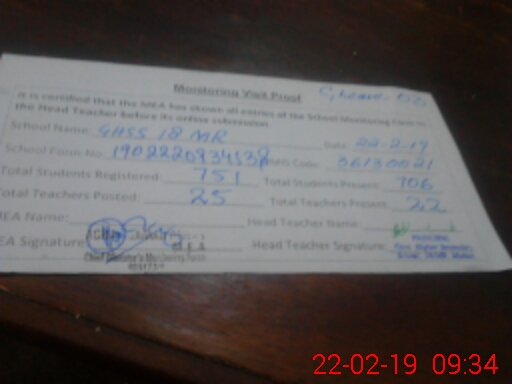 Monitoring Visit Proof
It is certified that the MEA has shown all entries of the School Monitoring Form to
the Head Teacher before its online submission.
School Name: GHSS 18 MR Date: 22-2-19
School Form No: EMIS Code: 36130021
Total Students Registered: 751 Total Students Present: 706
Total Teachers Posted: 25 Total Teachers Present: 22
MEA Name: Head Teacher Name:
MEA Signature: Head Teacher Signature:
MEA
22-02-19 09:34